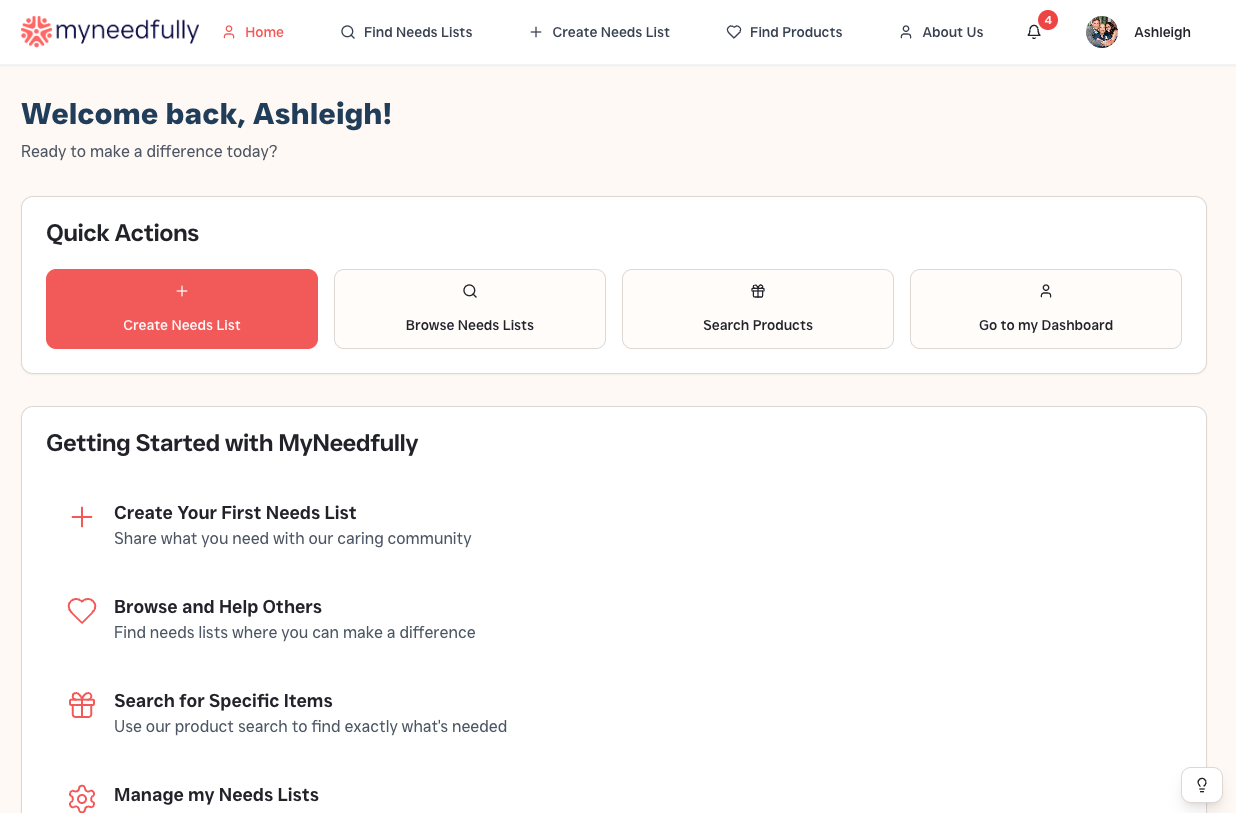 myneedfully
Home
Find Needs Lists
Create Needs List
Find Products
About Us
4
Ashleigh
Welcome back, Ashleigh!
Ready to make a difference today?
Quick Actions
Create Needs List
Browse Needs Lists
Search Products
Go to my Dashboard
Getting Started with MyNeedfully
Create Your First Needs List
Share what you need with our caring community
Browse and Help Others
Find needs lists where you can make a difference
Search for Specific Items
Use our product search to find exactly what's needed
Manage my Needs Lists